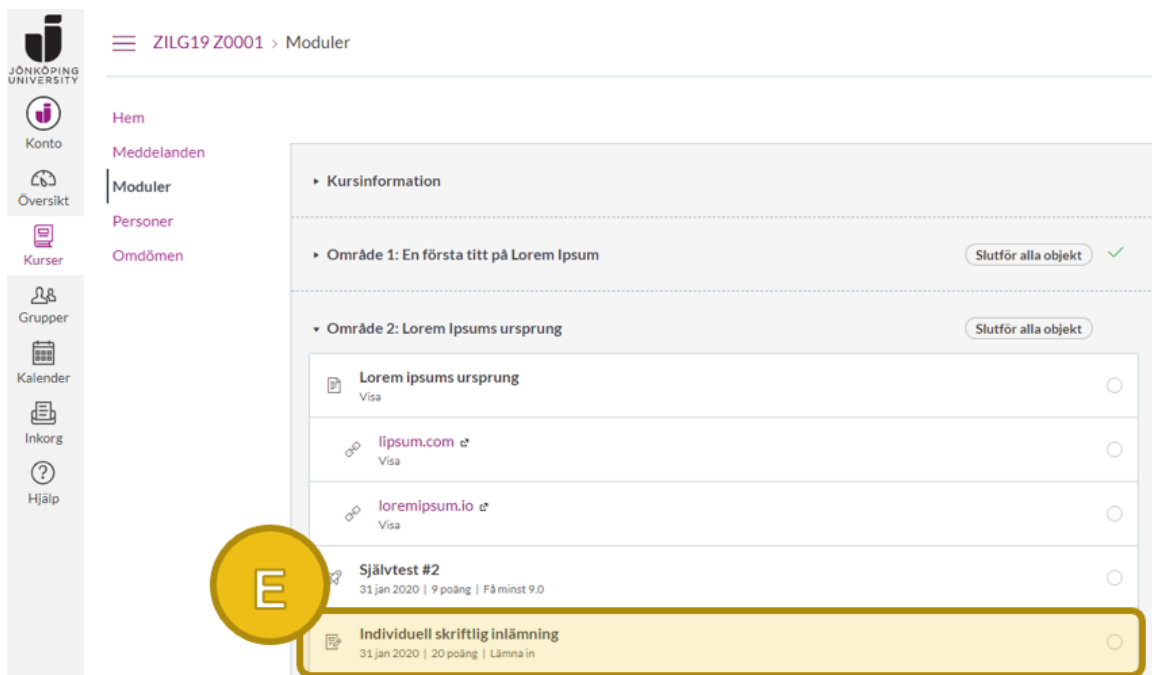 JÖNKÖPING
UNIVERSITY
ZILG19 Z0001 > Moduler
Konto
Översikt
Kurser
Grupper
Kalender
Inkorg
Hjälp
Hem
Meddelanden
Moduler
Personer
Omdömen
Kursinformation
Område 1: En första titt på Lorem Ipsum Slutför alla objekt
Område 2: Lorem Ipsums ursprung Slutför alla objekt
Lorem ipsums ursprung
Visa
lipsum.com
Visa
loremipsum.io
Visa
Självtest #2
31 jan 2020 | 9 poäng | Få minst 9.0
E
Individuell skriftlig inlämning
31 jan 2020 | 20 poäng | Lämna in